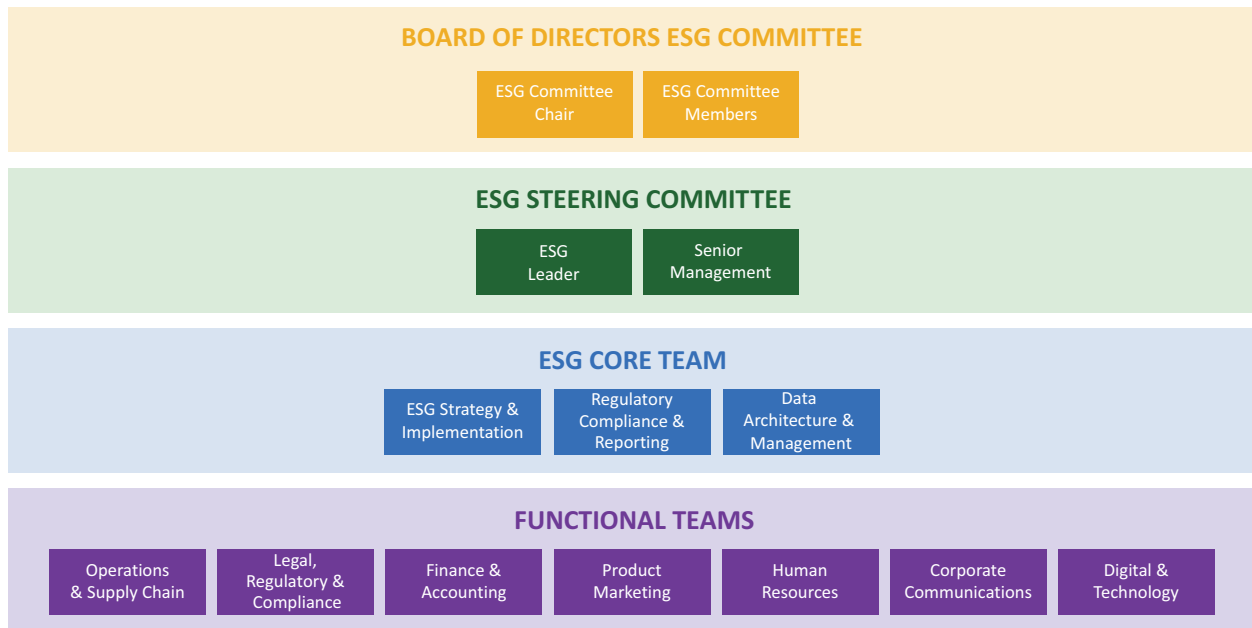 BOARD OF DIRECTORS ESG COMMITTEE
ESG Committee
Chair
ESG Committee
Members
ESG STEERING COMMITTEE
ESG
Leader
Senior
Management
ESG CORE TEAM
ESG Strategy &
Implementation
Regulatory
Compliance &
Reporting
Data
Architecture &
Management
FUNCTIONAL TEAMS
Operations
& Supply Chain
Legal,
Regulatory &
Compliance
Finance &
Accounting
Product
Marketing
Human
Resources
Corporate
Communications
Digital &
Technology